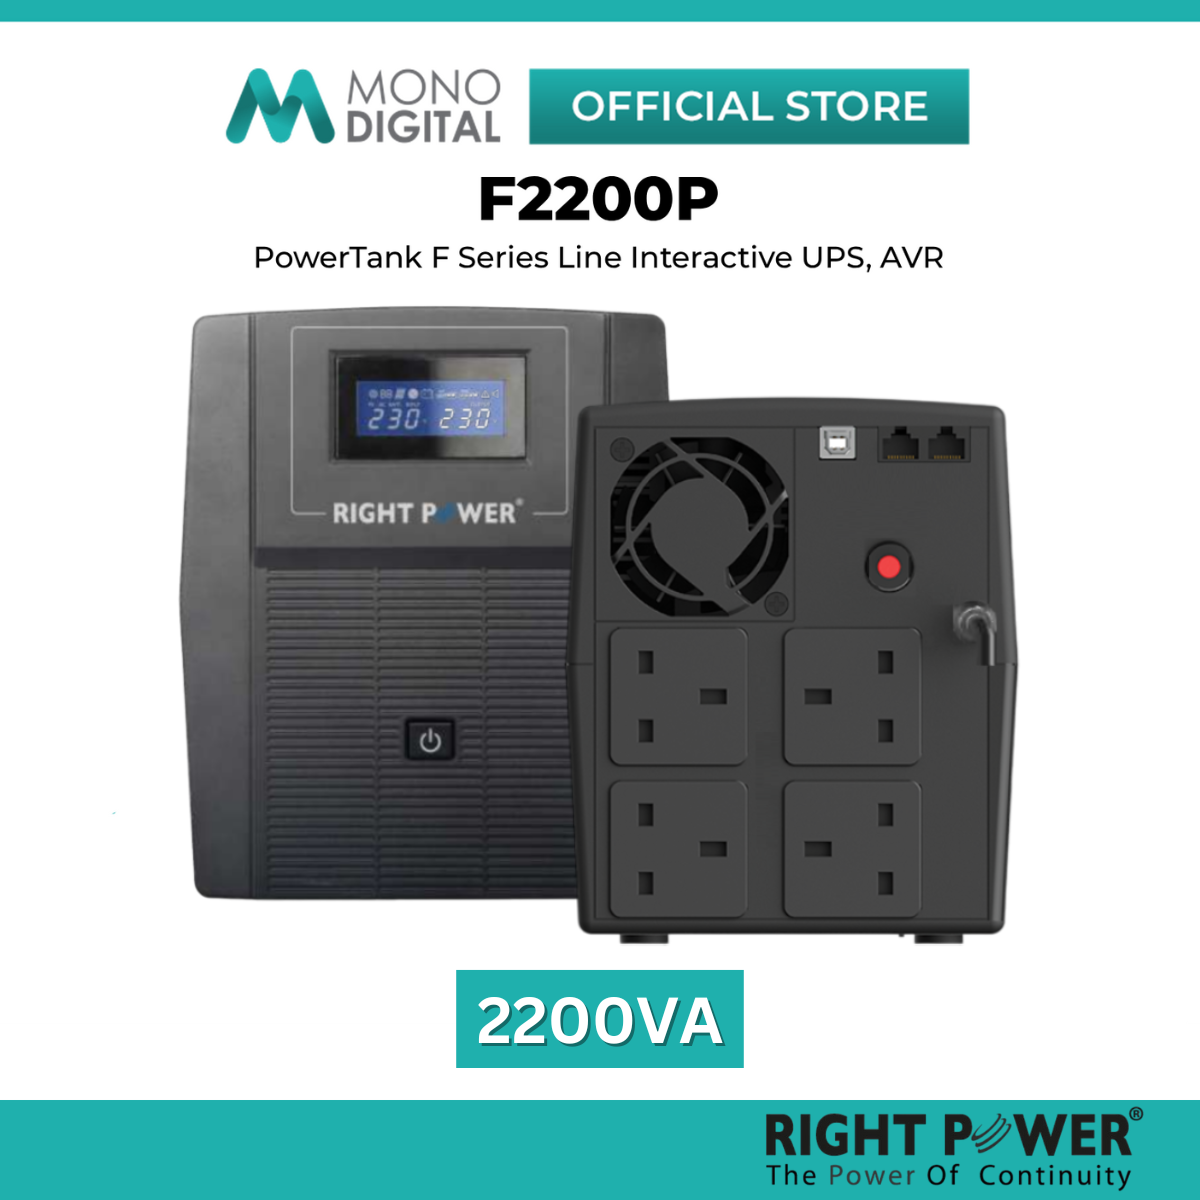 MONO
DIGITAL
OFFICIAL STORE
F2200P
PowerTank F Series Line Interactive UPS, AVR
230 230
RIGHT POWER®
2200VA
RIGHT POWER®
The Power Of Continuity